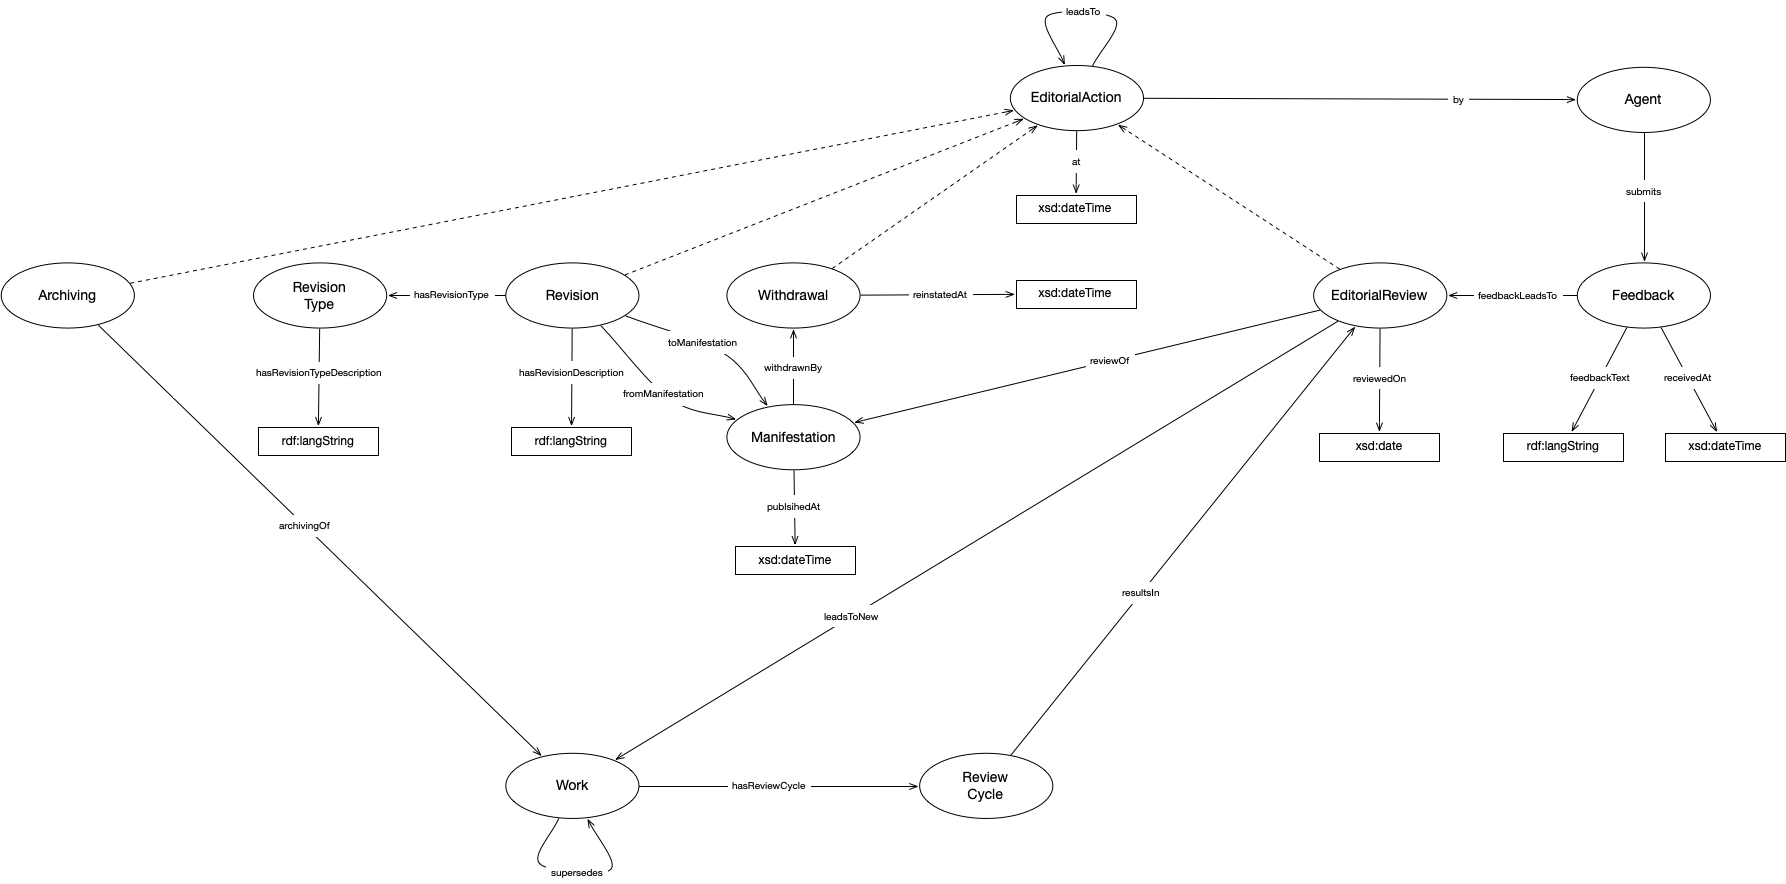 leadsTo
EditorialAction
by
Agent
at
submits
xsd:dateTime
Archiving
Revision
Type
hasRevisionType
Revision
Withdrawal
reinstatedAt
xsd:dateTime
EditorialReview
feedbackLeadsTo
Feedback
toManifestation
reviewOf
withdrawnBy
hasRevisionTypeDescription
hasRevisionDescription
reviewedOn
feedbackText
receivedAt
fromManifestation
rdf:langString
rdf:langString
Manifestation
xsd:date
rdf:langString
xsd:dateTime
publsihedAt
archivingOf
xsd:dateTime
resultsIn
leadsToNew
Work
hasReviewCycle
Review
Cycle
supersedes